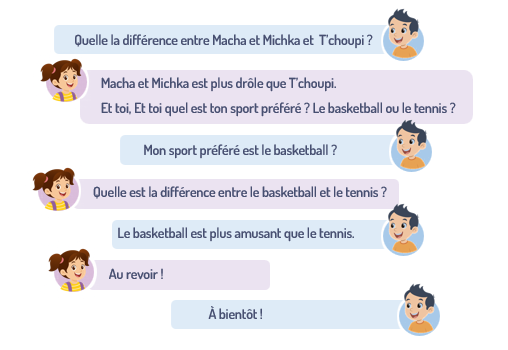 Quelle la différence entre Macha et Michka et T'choupi ?
Macha et Michka est plus drôle que T'choupi.
Et toi, Et toi quel est ton sport préféré ? Le basketball ou le tennis ?
Mon sport préféré est le basketball ?
Quelle est la différence entre le basketball et le tennis ?
Le basketball est plus amusant que le tennis.
Au revoir !
À bientôt !